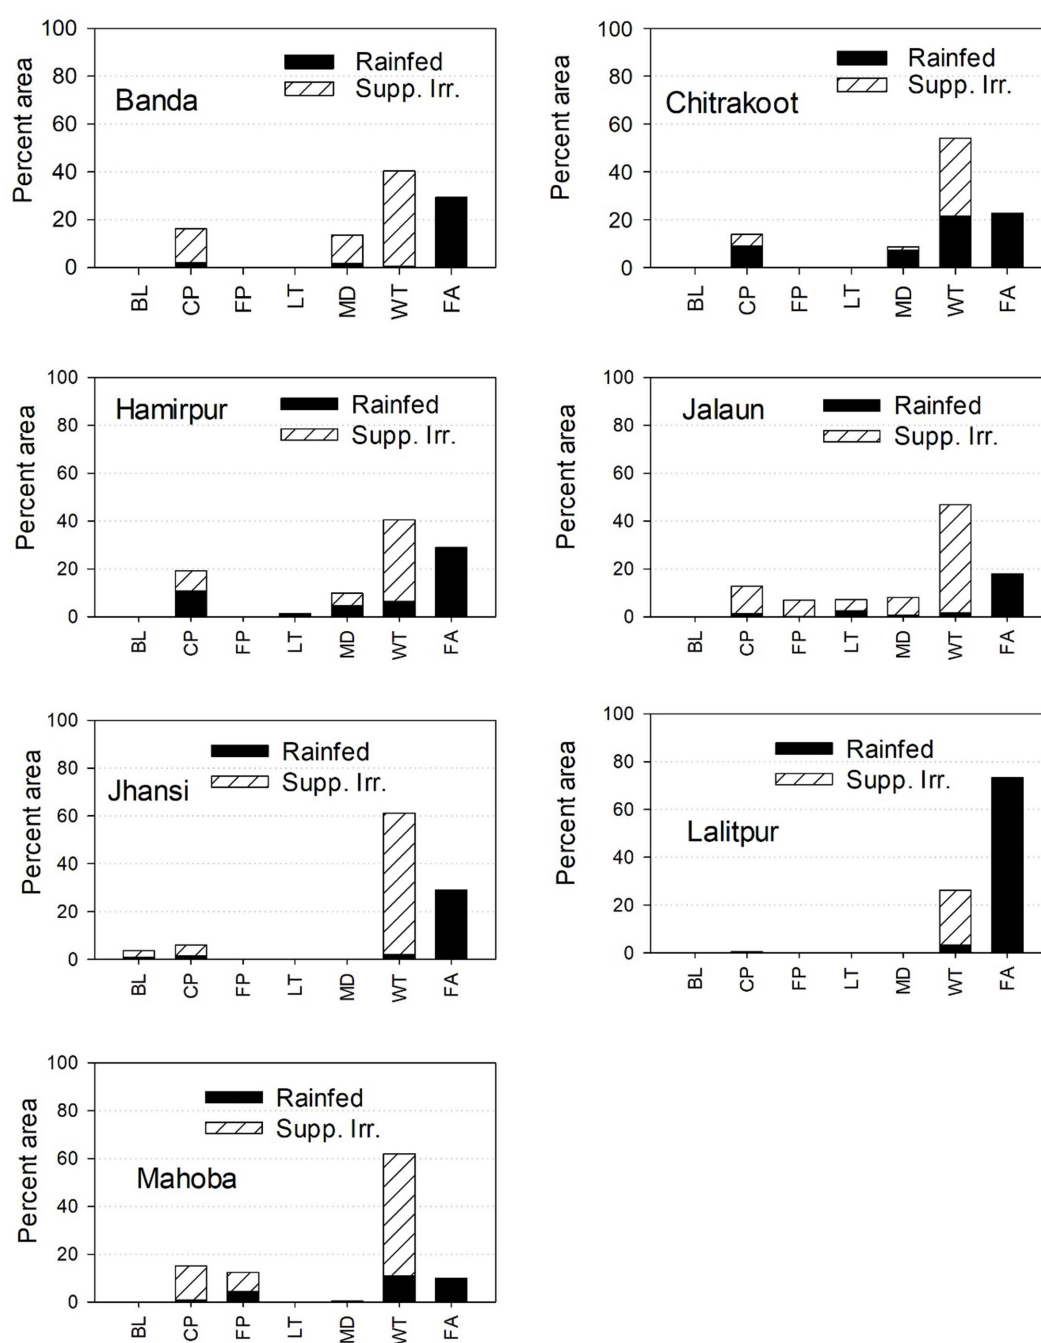 100
80
60
40
20
0
Percent area
Banda
Rainfed
Supp. Irr.
BL CP FP LT MD WT FA
100
80
60
40
20
0
Percent area
Chitrakoot
Rainfed
Supp. Irr.
BL CP FP LT MD WT FA
100
80
60
40
20
0
Percent area
Hamirpur
Rainfed
Supp. Irr.
BL CP FP LT MD WT FA
100
80
60
40
20
0
Percent area
Jalaun
Rainfed
Supp. Irr.
BL CP FP LT MD WT FA
100
80
60
40
20
0
Percent area
Jhansi
Rainfed
Supp. Irr.
BL CP FP LT MD WT FA
100
80
60
40
20
0
Percent area
Lalitpur
Rainfed
Supp. Irr.
BL CP FP LT MD WT FA
100
80
60
40
20
0
Percent area
Mahoba
Rainfed
Supp. Irr.
BL CP FP LT MD WT FA